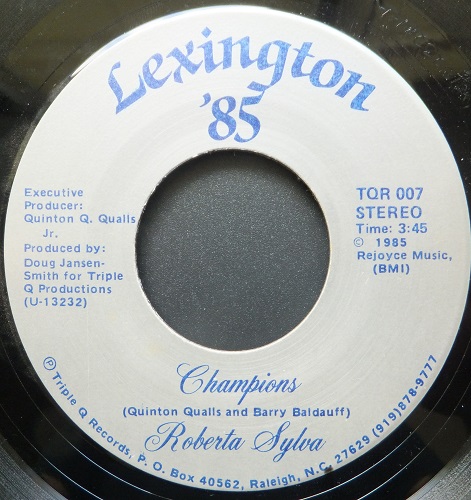 Lexington
'85
Executive
Producer:
Quinton Q. Qualls
Jr.
Produced by:
Doug Jansen-
Smith for Triple
Q Productions
(U-13232)
TQR 007
STEREO
Time: 3:45
© 1985
Rejoyce Music,
(BMI)
Champions
(Quinton Qualls and Barry Baldauff)
Roberta Sylva
Ⓟ Triple Q Records, P. O. Box 40562, Raleigh, N.C. 27629 (919)878-9777